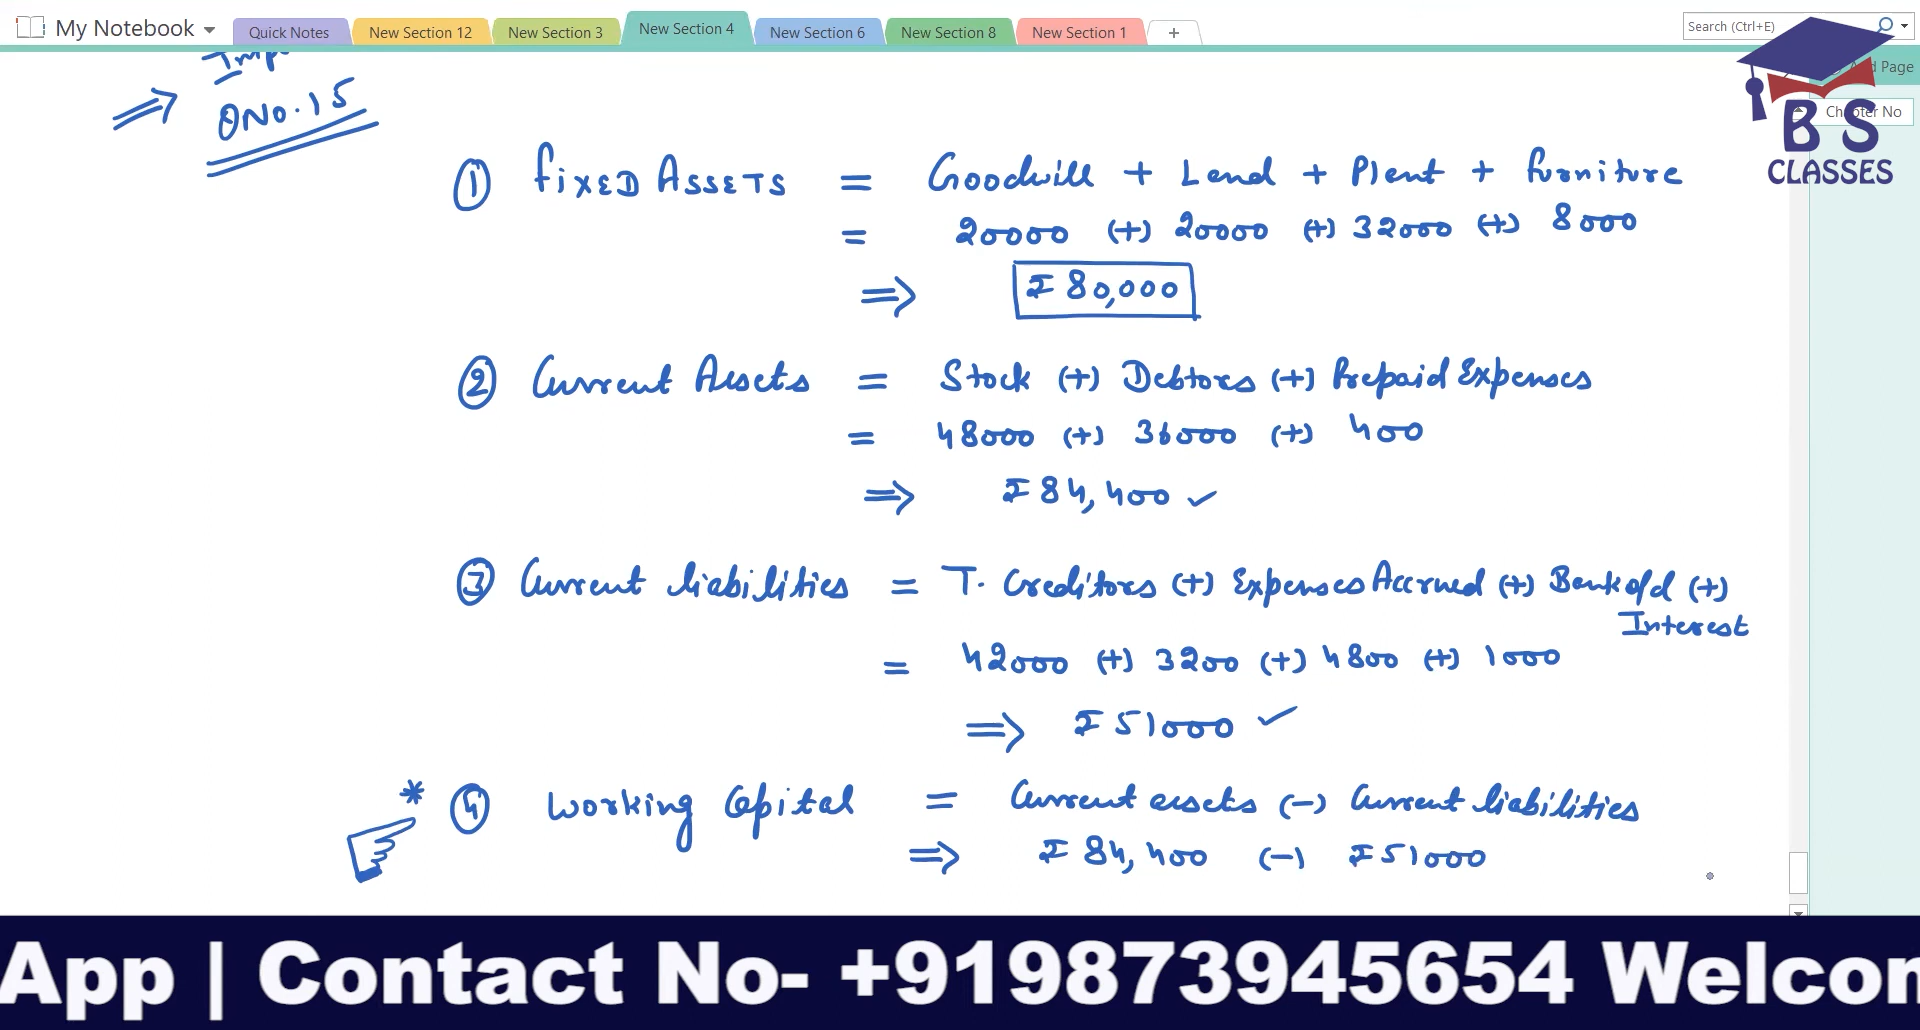 My Notebook
Quick Notes
New Section 12
New Section 3
New Section 4
New Section 6
New Section 8
New Section 1
+
Search (Ctrl+E)
Page
Chapter No
B S
CLASSES
⇒ QNo.15
① Fixed Assets = Goodwill + Land + Plant + Furniture
= 20000 (+) 20000 (+) 32000 (+) 8000
⇒ ₹80,000
② Current Assets = Stock (+) Debtors (+) Prepaid Expenses
= 48000 (+) 36000 (+) 400
⇒ ₹84,400 ✓
③ Current liabilities = T. Creditors (+) Expenses Accrued (+) Bank o/d (+)
Interest
= 42000 (+) 3200 (+) 4800 (+) 1000
⇒ ₹51000 ✓
* ④ Working Capital = Current assets (-) Current liabilities
⇒ ₹84,400 (-) ₹51000
App | Contact No- +919873945654